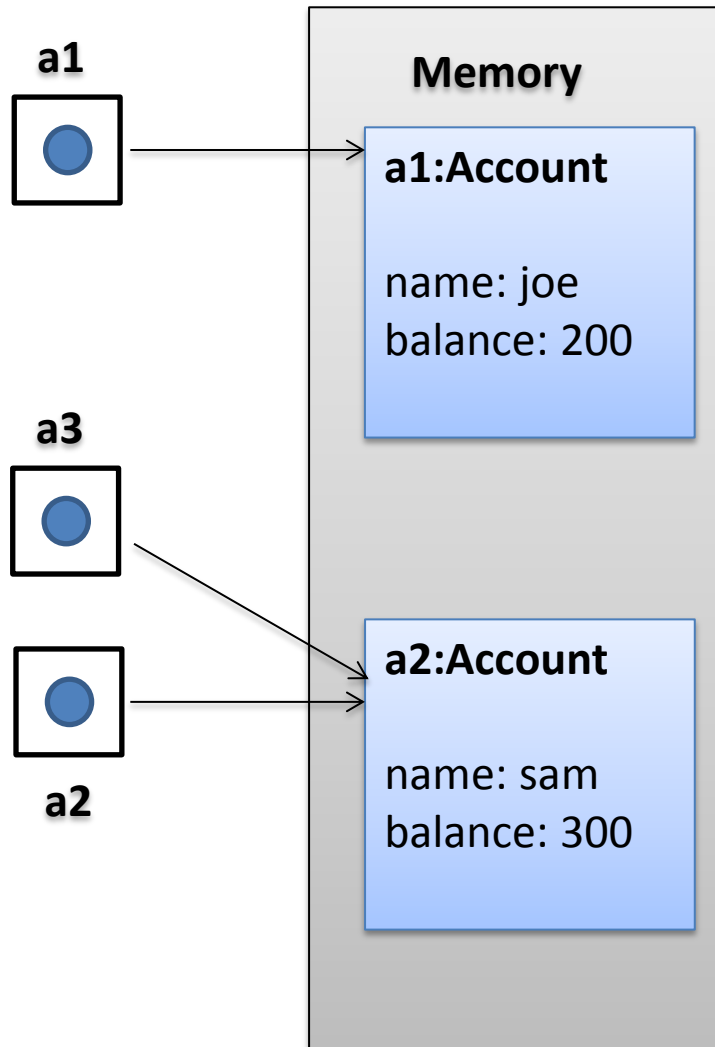 a1
Memory
a1:Account
name: joe
balance: 200
a3
a2:Account
name: sam
balance: 300
a2